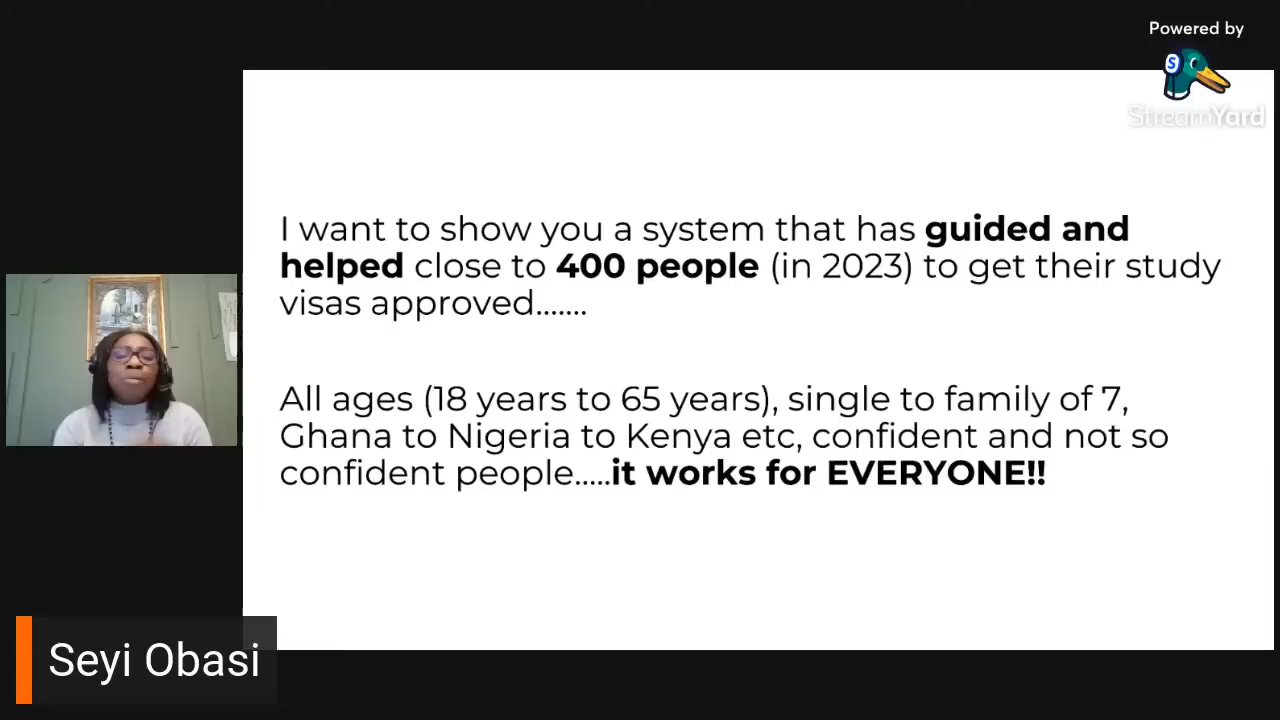 Powered by
StreamYard
I want to show you a system that has guided and
helped close to 400 people (in 2023) to get their study
visas approved.......
All ages (18 years to 65 years), single to family of 7,
Ghana to Nigeria to Kenya etc, confident and not so
confident people.....it works for EVERYONE!!
Seyi Obasi